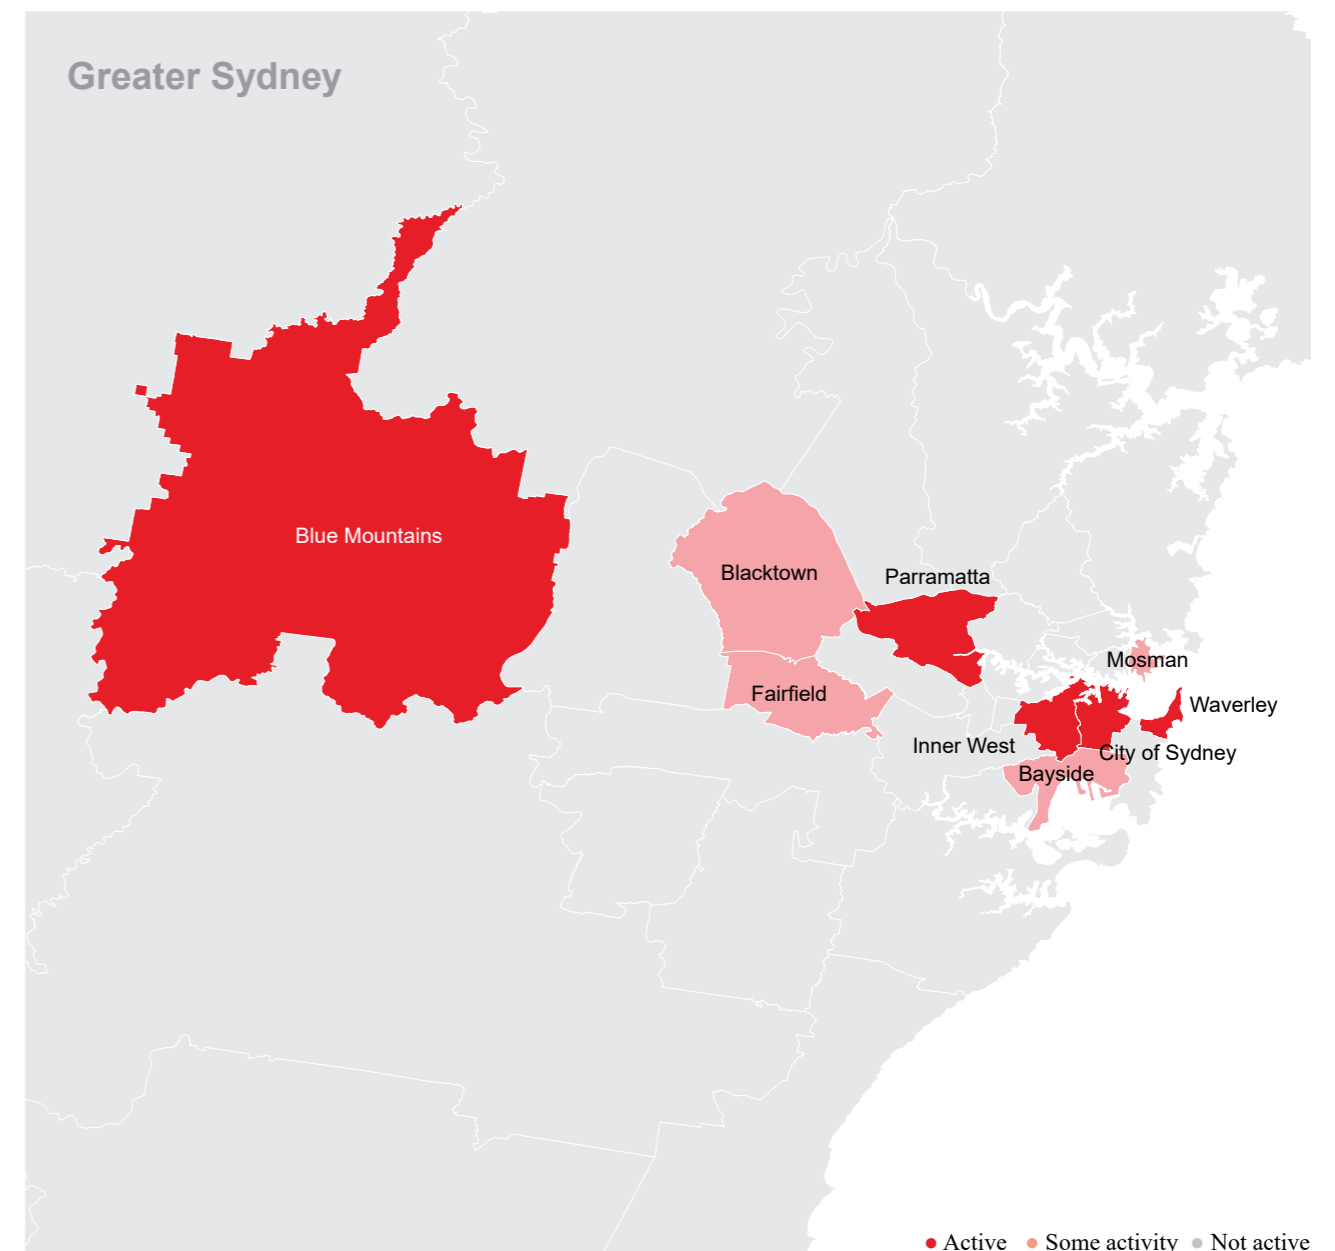 Greater Sydney
Blue Mountains
Blacktown
Parramatta
Mosman
Fairfield
Waverley
Inner West
City of Sydney
Bayside
Active
Some activity
Not active